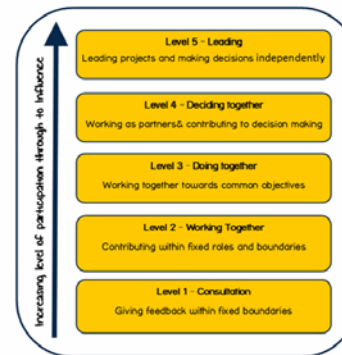 Increasing level of participation through to Influence
Level 5 - Leading
Leading projects and making decisions independently
Level 4 - Deciding together
Working as partners& contributing to decision making
Level 3 - Doing together
Working together towards common objectives
Level 2 - Working Together
Contributing within fixed roles and boundaries
Level 1 - Consultation
Giving feedback within fixed boundaries